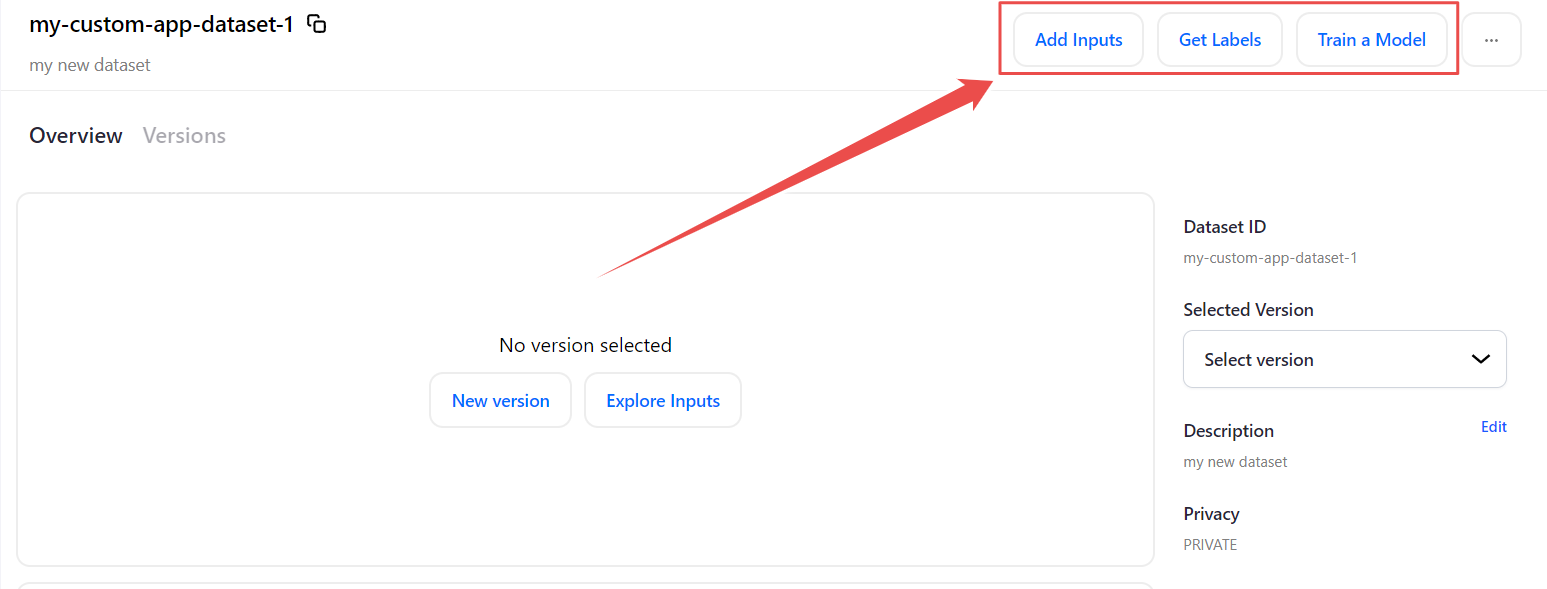 my-custom-app-dataset-1
my new dataset
Add Inputs
Get Labels
Train a Model
...
Overview
Versions
No version selected
New version
Explore Inputs
Dataset ID
my-custom-app-dataset-1
Selected Version
Select version
Description
Edit
my new dataset
Privacy
PRIVATE